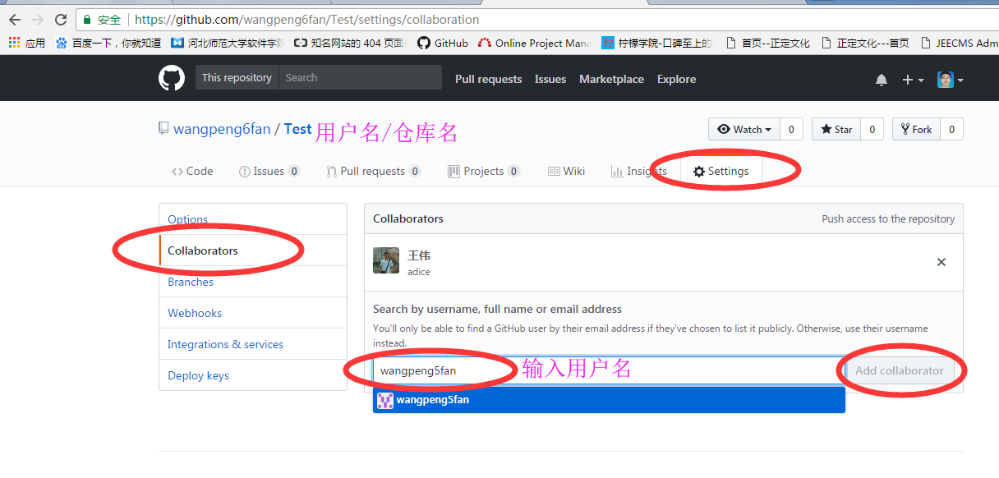 安全 https://github.com/wangpeng6fan/Test/settings/collaboration
应用 百度一下，你就知道 河北师范大学软件学院 知名网站的 404 页面 GitHub Online Project Mana 柠檬学院-口碑至上的 首页--正定文化 正定文化---首页 JEECMS Adm
This repository Search Pull requests Issues Marketplace Explore
wangpeng6fan / Test 用户名/仓库名 Watch 0 Star 0 Fork 0
Code Issues 0 Pull requests 0 Projects 0 Wiki Insights Settings
Options
Collaborators
Branches
Webhooks
Integrations & services
Deploy keys
Collaborators Push access to the repository
王伟
adice
Search by username, full name or email address
You'll only be able to find a GitHub user by their email address if they've chosen to list it publicly. Otherwise, use their username
instead.
wangpeng5fan 输入用户名 Add collaborator
wangpeng5fan